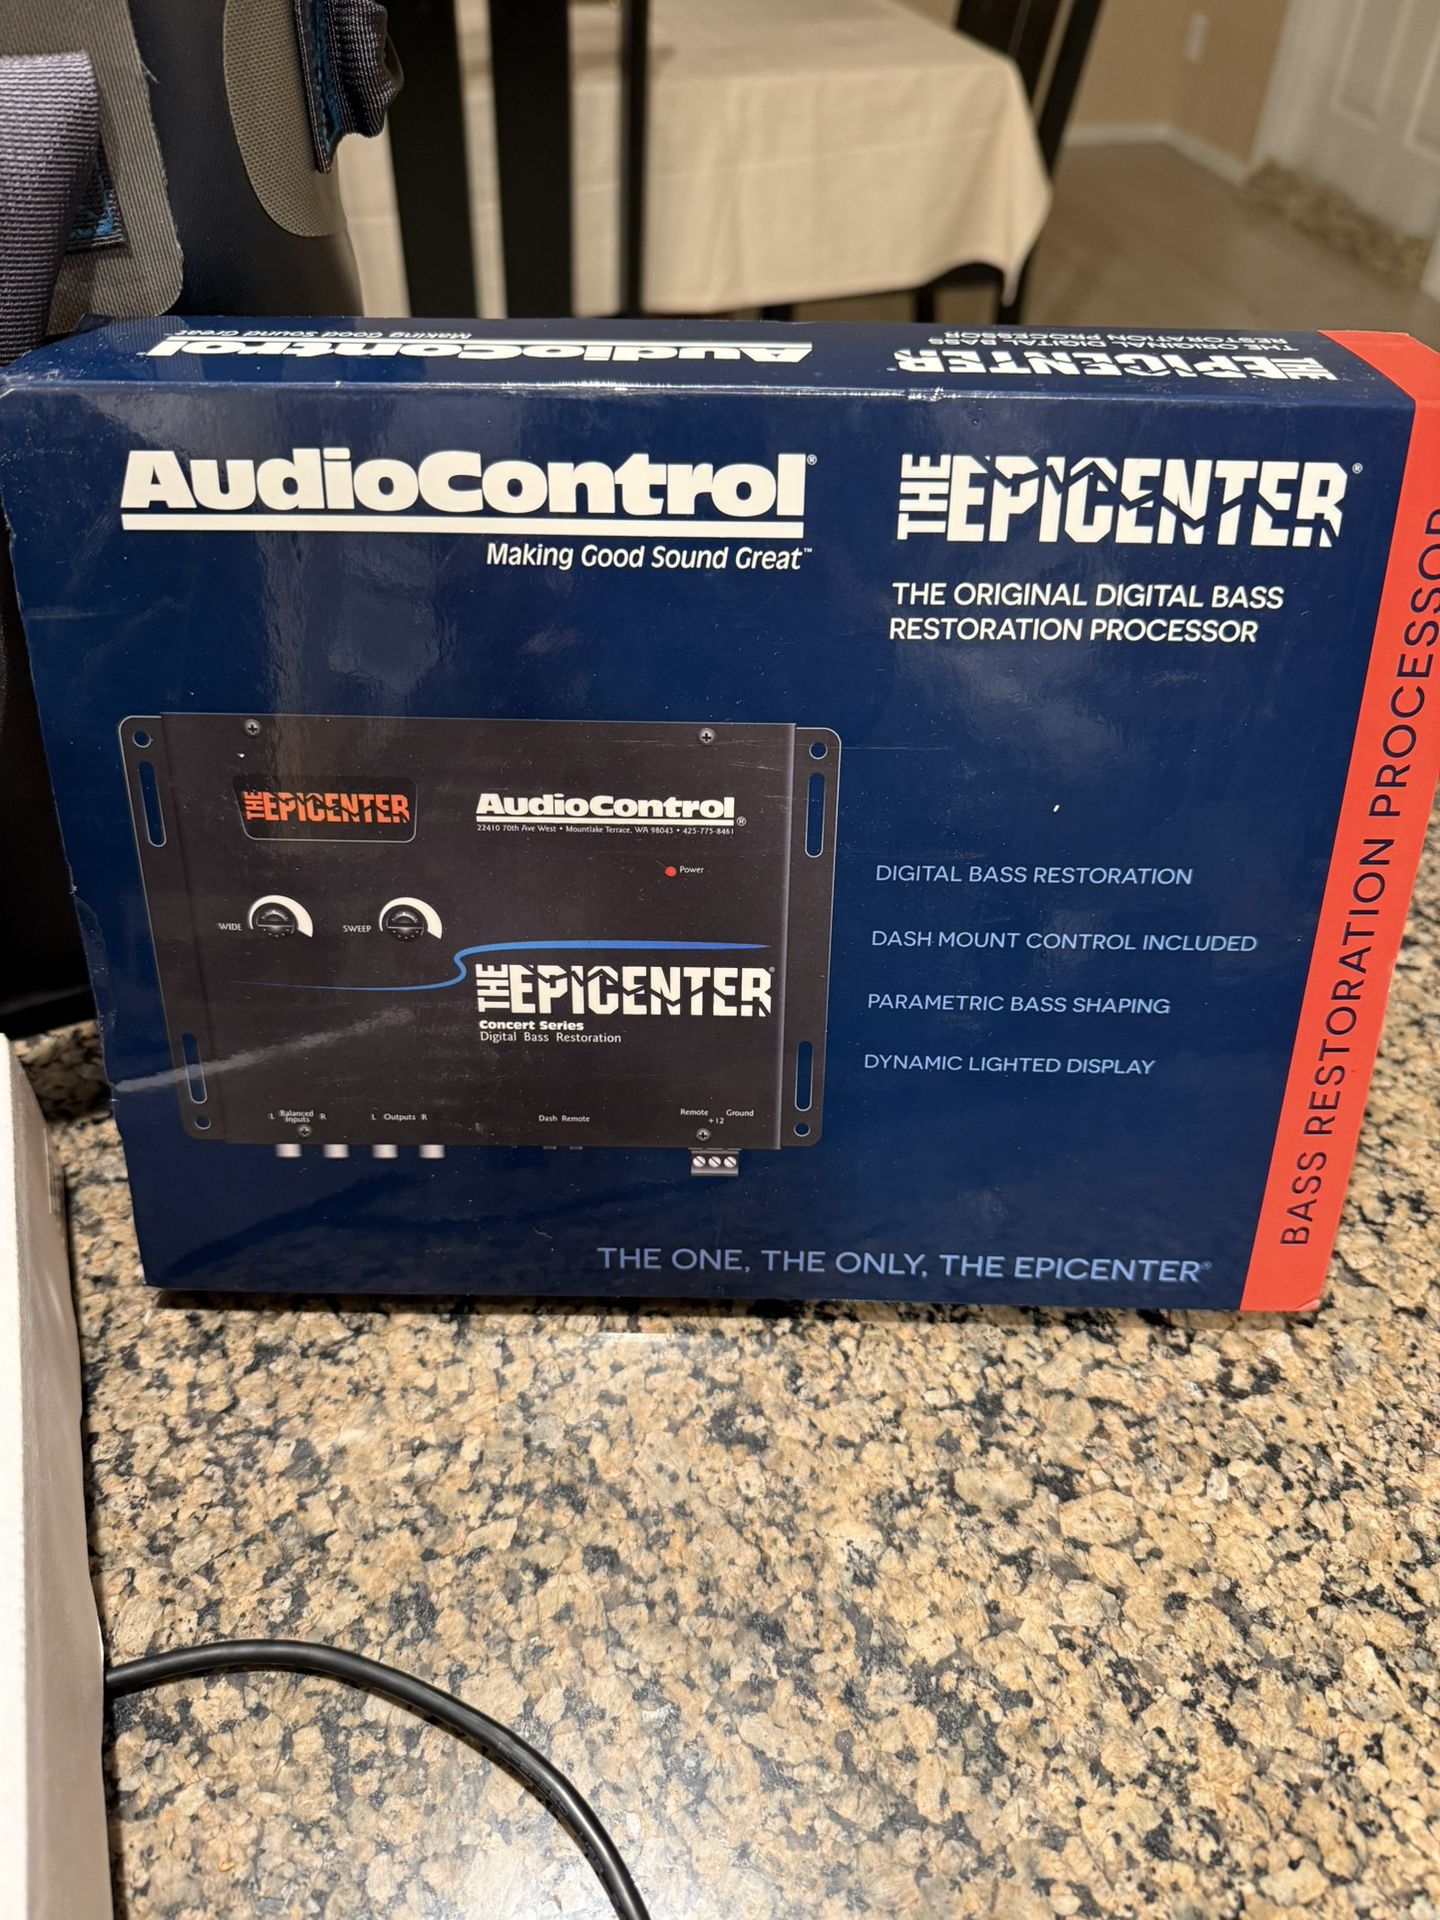 AudioControl
Making Good Sound Great™
THE EPICENTER®
THE ORIGINAL DIGITAL BASS
RESTORATION PROCESSOR
AudioControl®
Making Good Sound Great™
THE EPICENTER®
THE ORIGINAL DIGITAL BASS
RESTORATION PROCESSOR
THE EPICENTER
AudioControl®
22410 70th Ave West • Mountlake Terrace, WA 98043 • 425-775-8461
Power
WIDE
SWEEP
THE EPICENTER®
Concert Series
Digital Bass Restoration
L Balanced Inputs R
L Outputs R
Dash Remote
Remote +12 Ground
DIGITAL BASS RESTORATION
DASH MOUNT CONTROL INCLUDED
PARAMETRIC BASS SHAPING
DYNAMIC LIGHTED DISPLAY
THE ONE, THE ONLY, THE EPICENTER®
BASS RESTORATION PROCESSOR